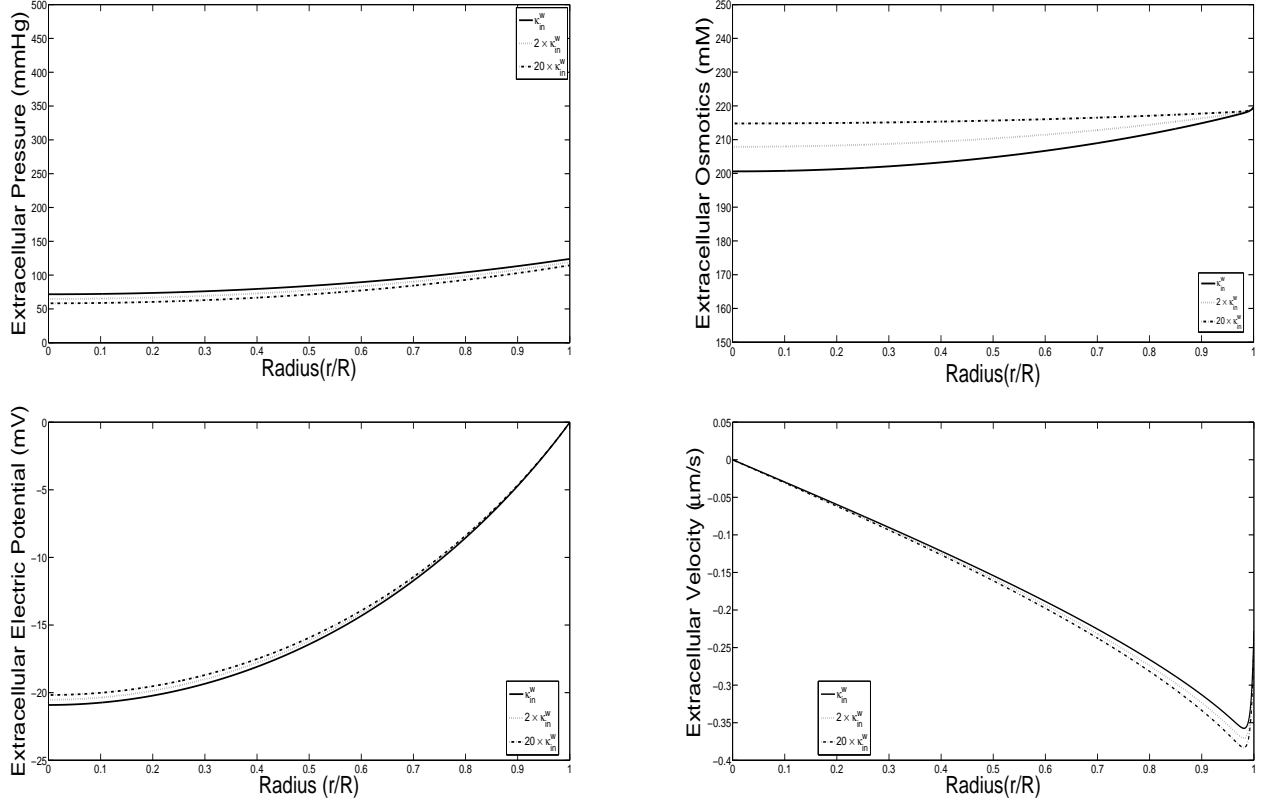 Extracellular Pressure (mmHg)
500
450
400
350
300
250
200
150
100
50
0
κ_in^w
2 × κ_in^w
20 × κ_in^w
0 0.1 0.2 0.3 0.4 0.5 0.6 0.7 0.8 0.9 1
Radius(r/R)
Extracellular Osmotics (mM)
250
240
230
220
210
200
190
180
170
160
150
κ_in^w
2 × κ_in^w
20 × κ_in^w
0 0.1 0.2 0.3 0.4 0.5 0.6 0.7 0.8 0.9 1
Radius(r/R)
Extracellular Electric Potential (mV)
0
−5
−10
−15
−20
−25
κ_in^w
2 × κ_in^w
20 × κ_in^w
0 0.1 0.2 0.3 0.4 0.5 0.6 0.7 0.8 0.9 1
Radius (r/R)
Extracellular Velocity (μm/s)
0.05
0
−0.05
−0.1
−0.15
−0.2
−0.25
−0.3
−0.35
−0.4
κ_in^w
2 × κ_in^w
20 × κ_in^w
0 0.1 0.2 0.3 0.4 0.5 0.6 0.7 0.8 0.9 1
Radius(r/R)